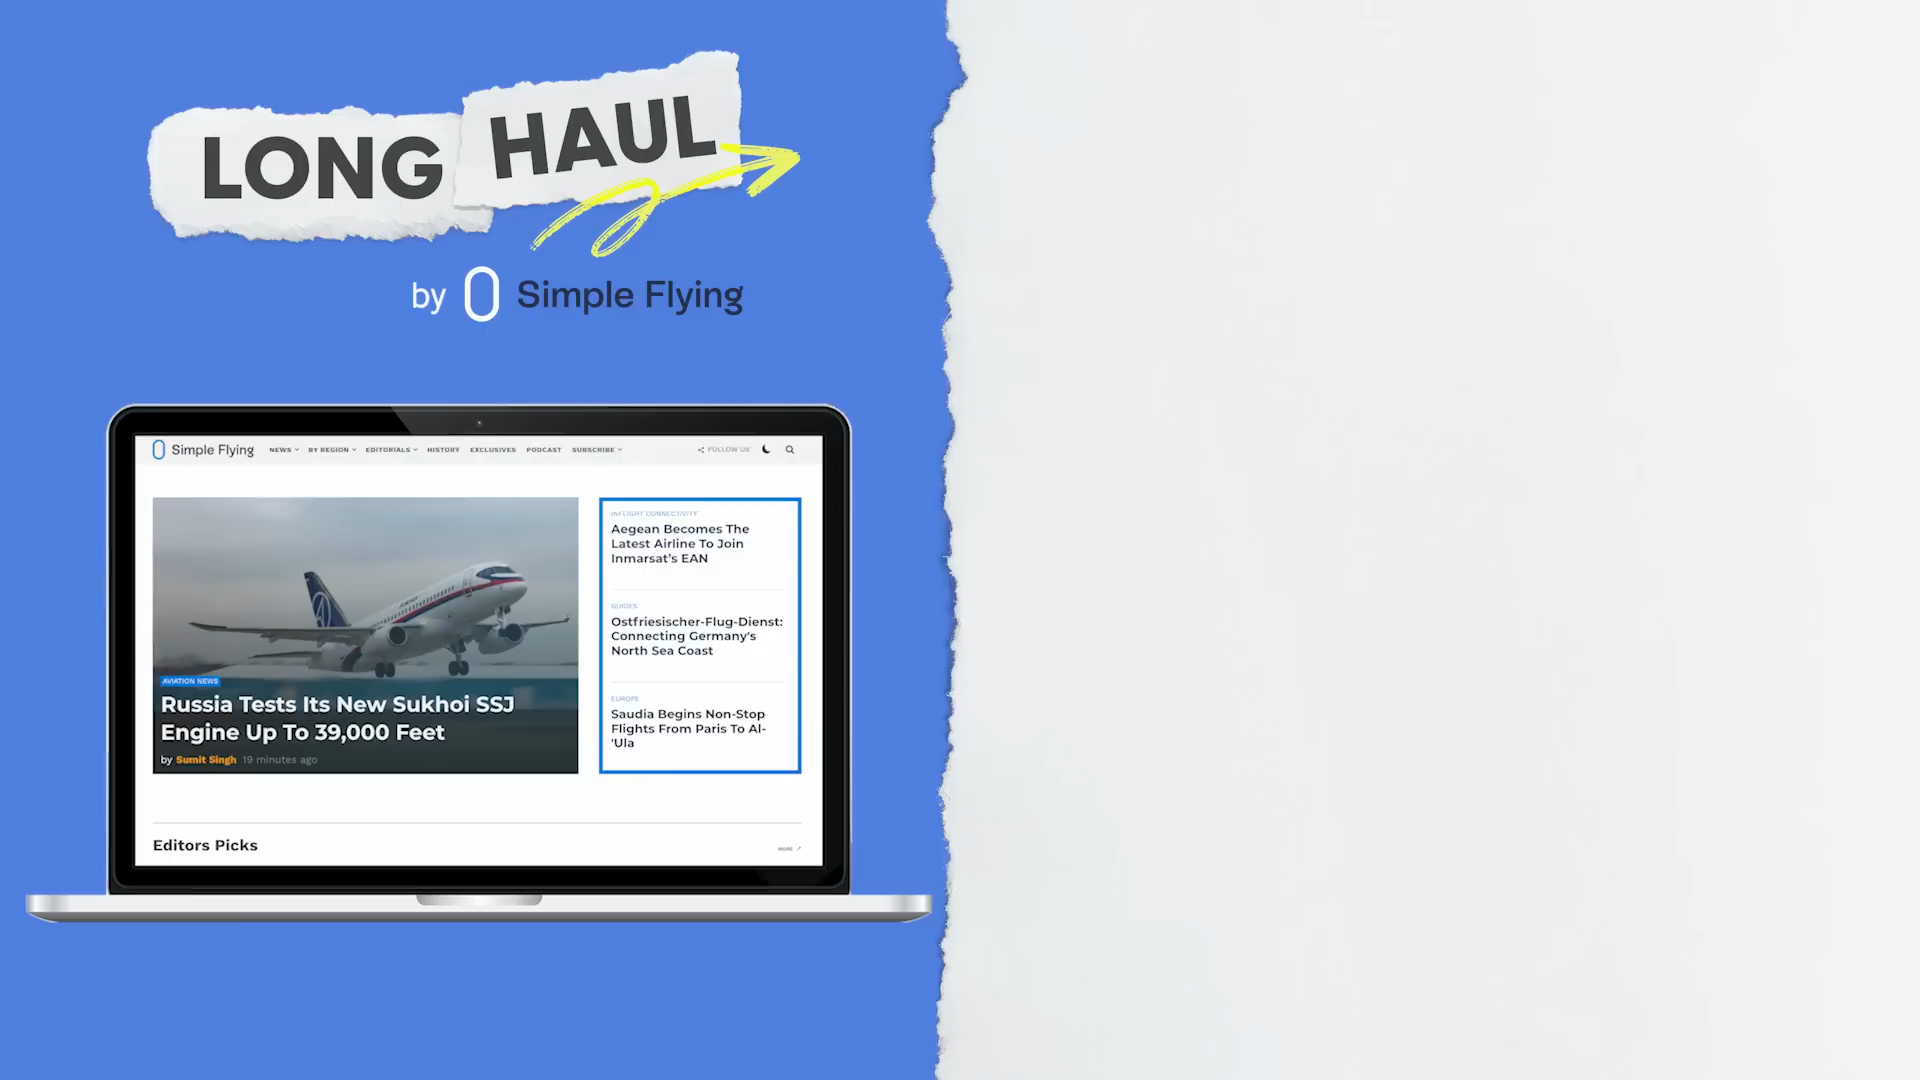 LONG HAUL
by Simple Flying
Simple Flying NEWS BY REGION EDITORIALS HISTORY EXCLUSIVES PODCAST SUBSCRIBE FOLLOW US
AVIATION NEWS
Russia Tests Its New Sukhoi SSJ
Engine Up To 39,000 Feet
by Sumit Singh 19 minutes ago
INFLIGHT CONNECTIVITY
Aegean Becomes The
Latest Airline To Join
Inmarsat's EAN
GUIDES
Ostfriesischer-Flug-Dienst:
Connecting Germany's
North Sea Coast
EUROPE
Saudia Begins Non-Stop
Flights From Paris To Al-
'Ula
Editors Picks
MORE